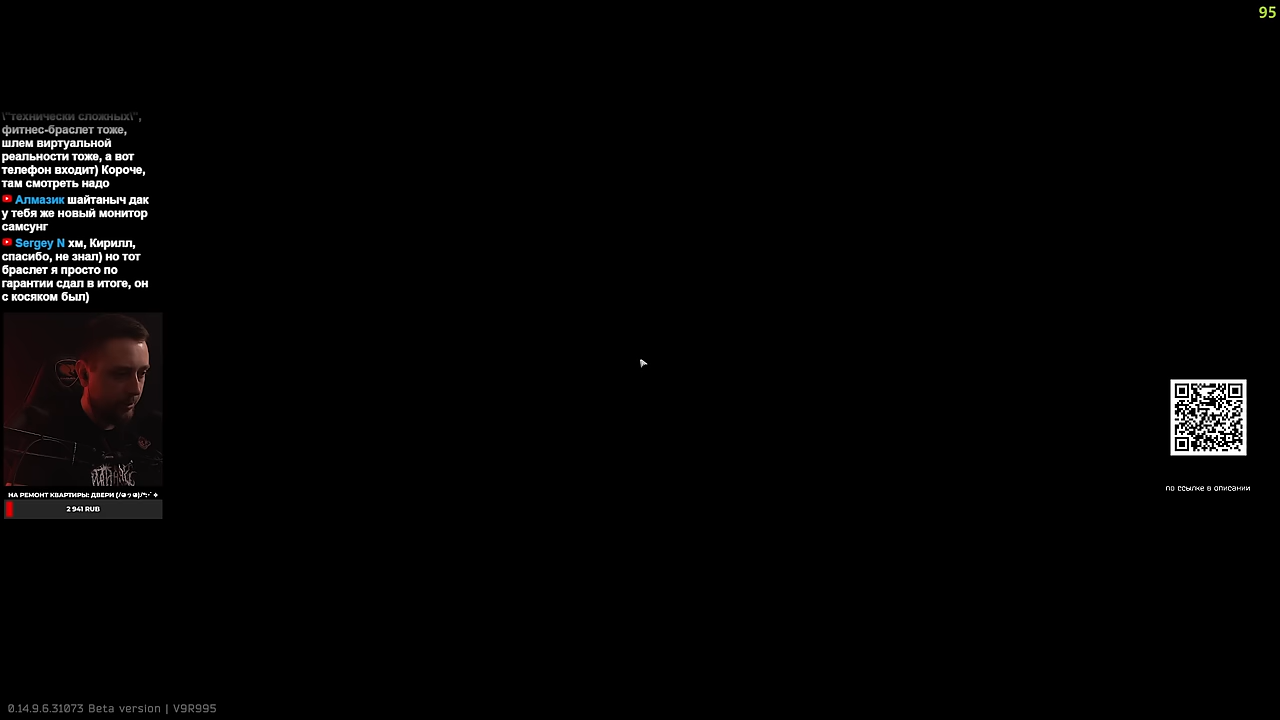 95
\"технически сложных\",
фитнес-браслет тоже,
шлем виртуальной
реальности тоже, а вот
телефон входит) Короче,
там смотреть надо
Алмазик шайтаныч дак
у тебя же новый монитор
самсунг
Sergey N хм, Кирилл,
спасибо, не знал) но тот
браслет я просто по
гарантии сдал в итоге, он
с косяком был)
НА РЕМОНТ КВАРТИРЫ: ДВЕРИ
2 941 RUB
по ссылке в описании
0.14.9.6.31073 Beta version | V9R995